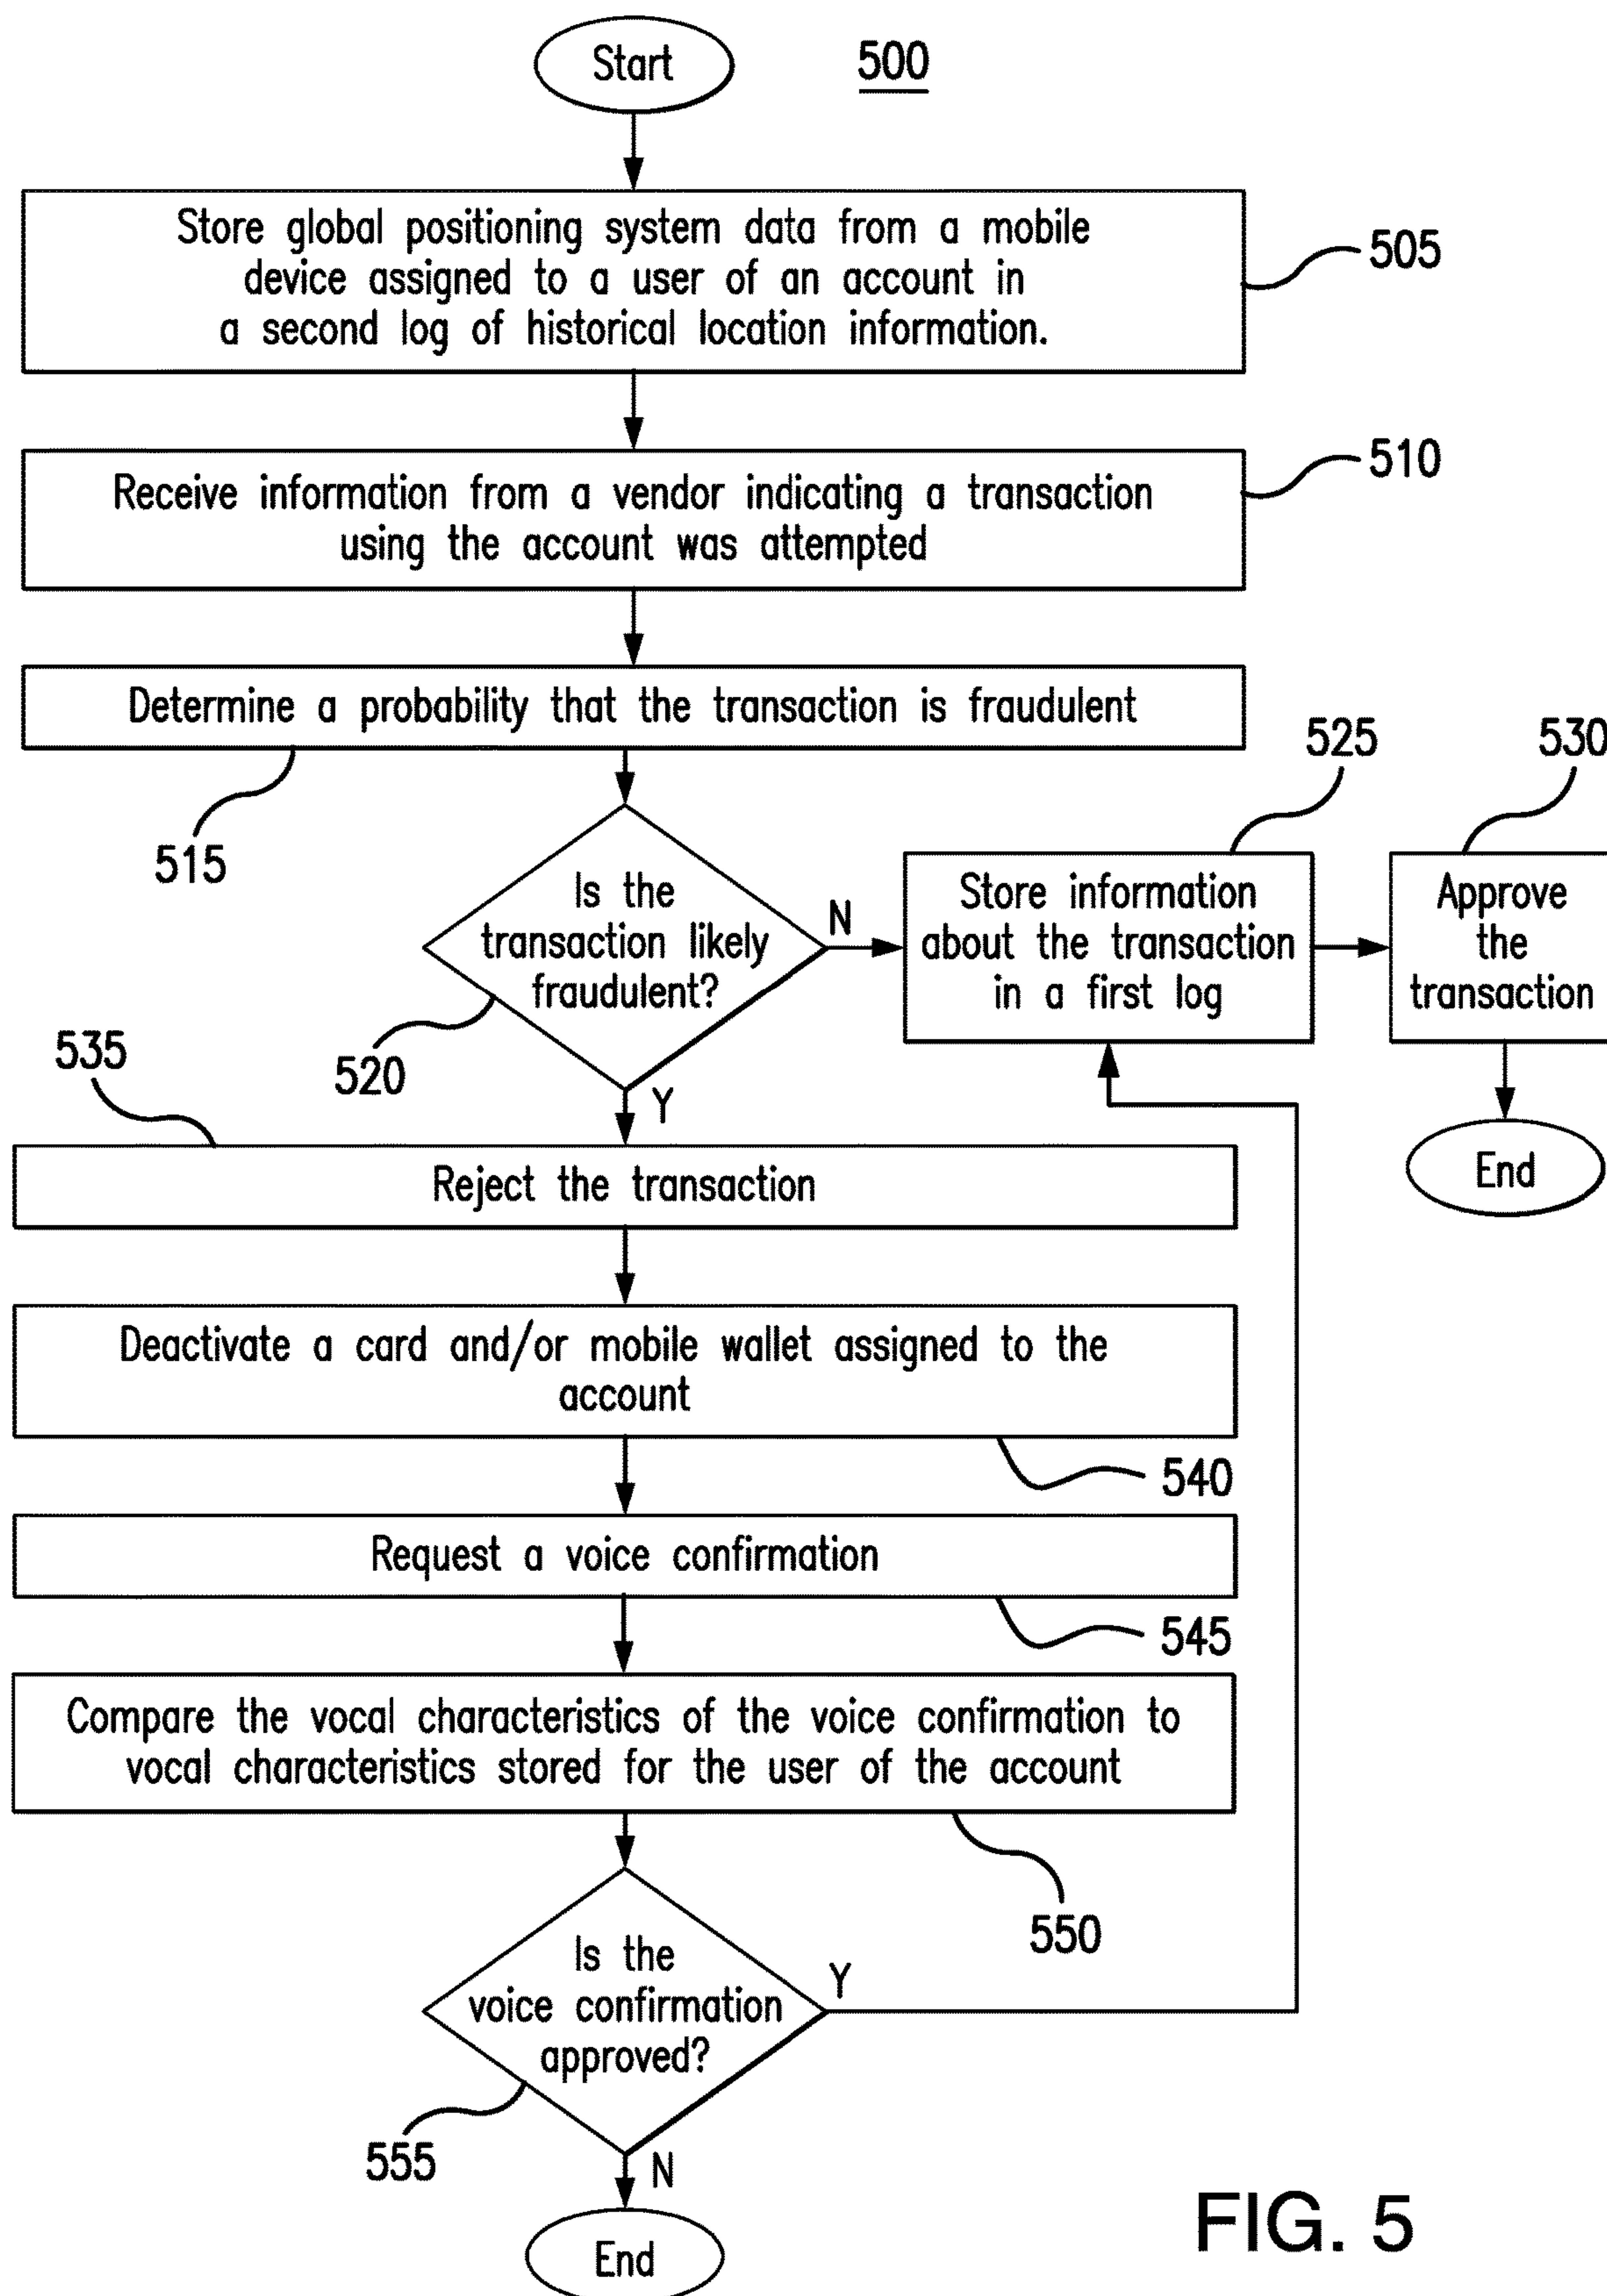 Start
500
Store global positioning system data from a mobile
device assigned to a user of an account in
a second log of historical location information.
505
Receive information from a vendor indicating a transaction
using the account was attempted
510
Determine a probability that the transaction is fraudulent
515
525
530
Is the
transaction likely
fraudulent?
N
Store information
about the transaction
in a first log
Approve
the
transaction
520
Y
535
End
Reject the transaction
Deactivate a card and/or mobile wallet assigned to the
account
540
Request a voice confirmation
545
Compare the vocal characteristics of the voice confirmation to
vocal characteristics stored for the user of the account
550
Is the
voice confirmation
approved?
Y
555
N
End
FIG. 5